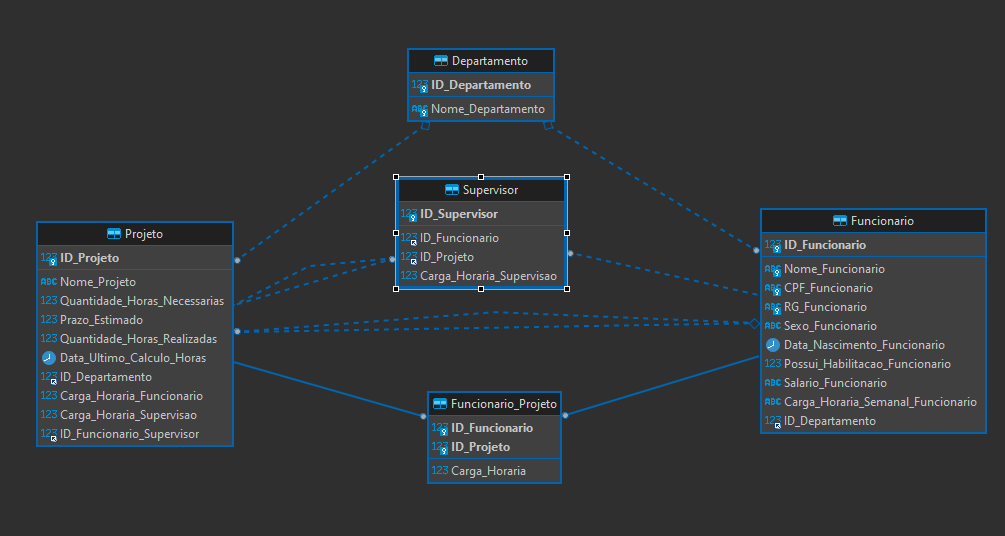 Departamento
123 ID_Departamento
ABC Nome_Departamento
Supervisor
123 ID_Supervisor
123 ID_Funcionario
123 ID_Projeto
123 Carga_Horaria_Supervisao
Projeto
123 ID_Projeto
ABC Nome_Projeto
123 Quantidade_Horas_Necessarias
123 Prazo_Estimado
123 Quantidade_Horas_Realizadas
Data_Ultimo_Calculo_Horas
123 ID_Departamento
123 Carga_Horaria_Funcionario
123 Carga_Horaria_Supervisao
123 ID_Funcionario_Supervisor
Funcionario
123 ID_Funcionario
ABC Nome_Funcionario
ABC CPF_Funcionario
ABC RG_Funcionario
ABC Sexo_Funcionario
Data_Nascimento_Funcionario
123 Possui_Habilitacao_Funcionario
ABC Salario_Funcionario
ABC Carga_Horaria_Semanal_Funcionario
123 ID_Departamento
Funcionario_Projeto
123 ID_Funcionario
123 ID_Projeto
123 Carga_Horaria